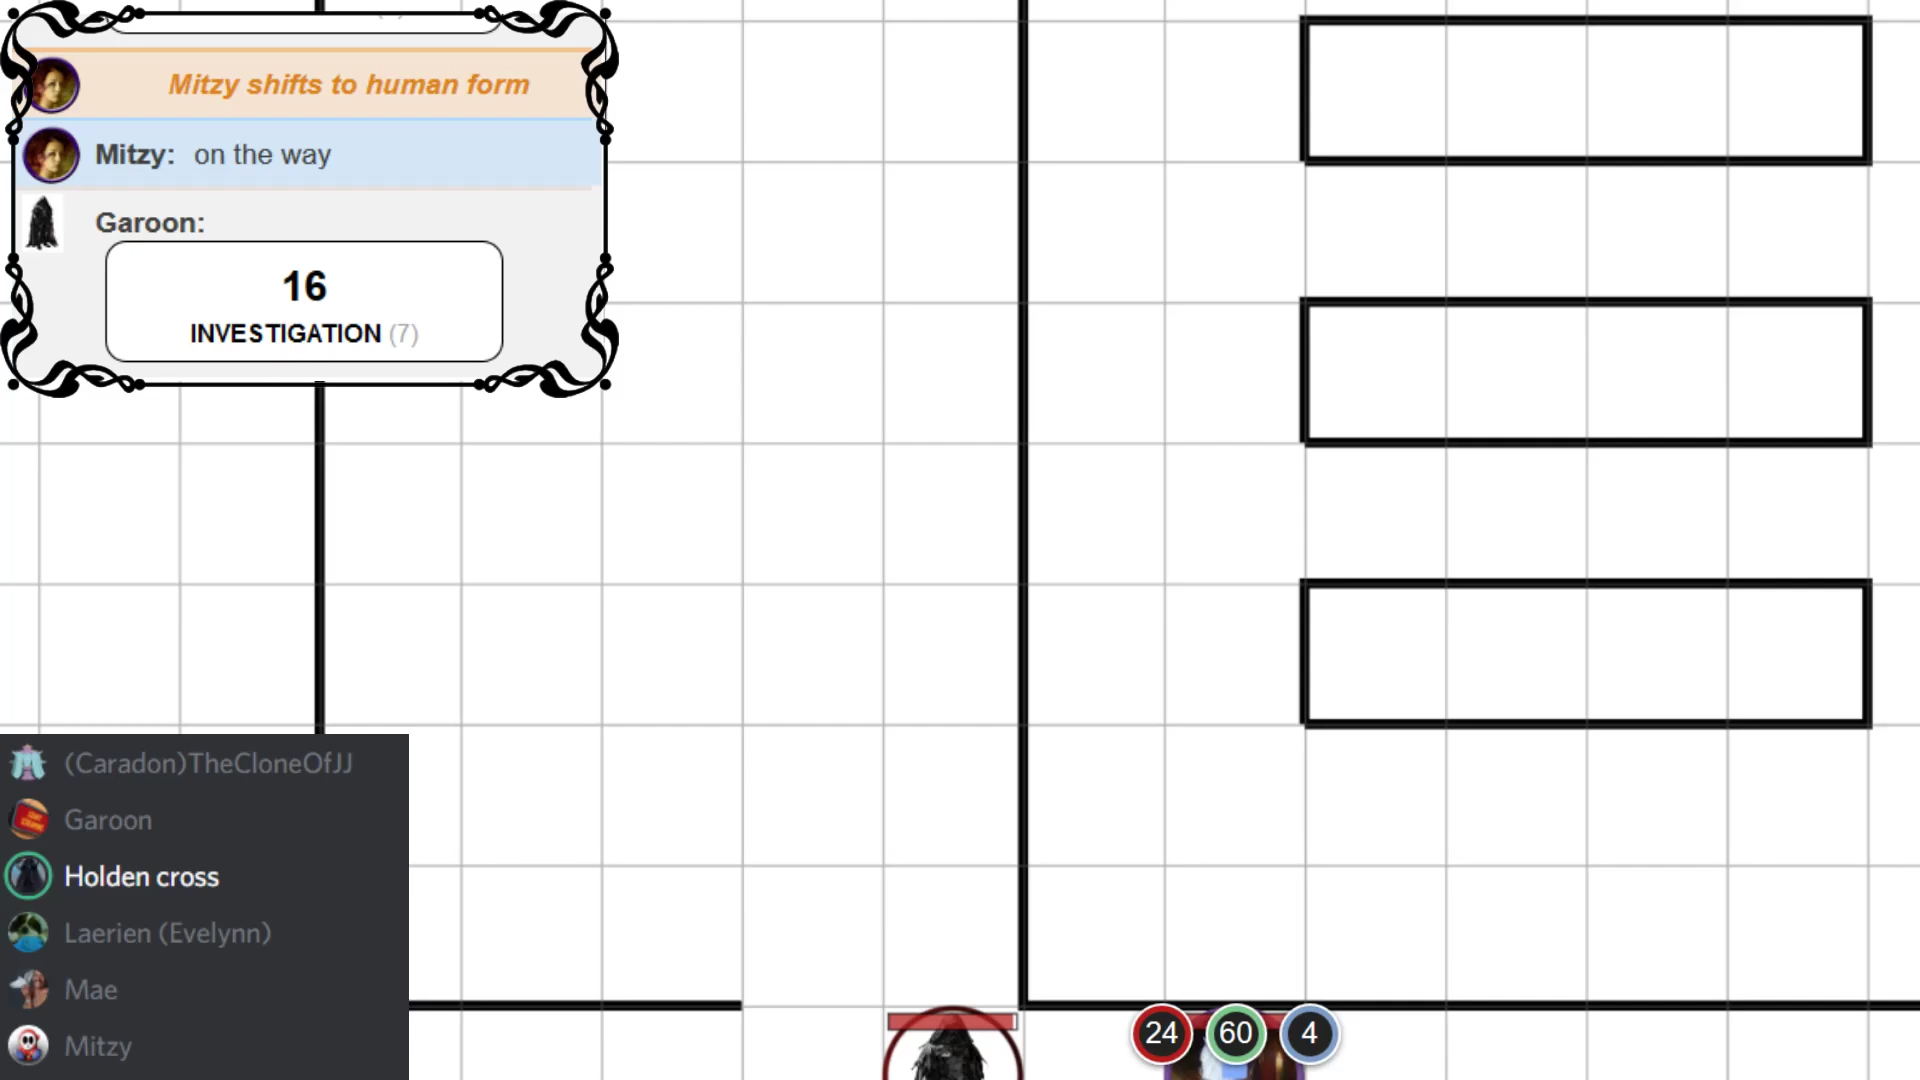 Mitzy shifts to human form
Mitzy: on the way
Garoon:
16
INVESTIGATION (7)
(Caradon)TheCloneOfJJ
Garoon
Holden cross
Laerien (Evelynn)
Mae
Mitzy
24 60 4